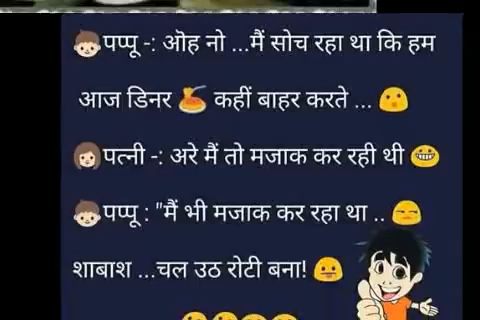 पप्पू -: ओह नो ...मैं सोच रहा था कि हम
आज डिनर 🍝 कहीं बाहर करते ... 😯
पत्नी -: अरे मैं तो मजाक कर रही थी 😁
पप्पू : "मैं भी मजाक कर रहा था .. 😒
शाबाश ...चल उठ रोटी बना! 😐